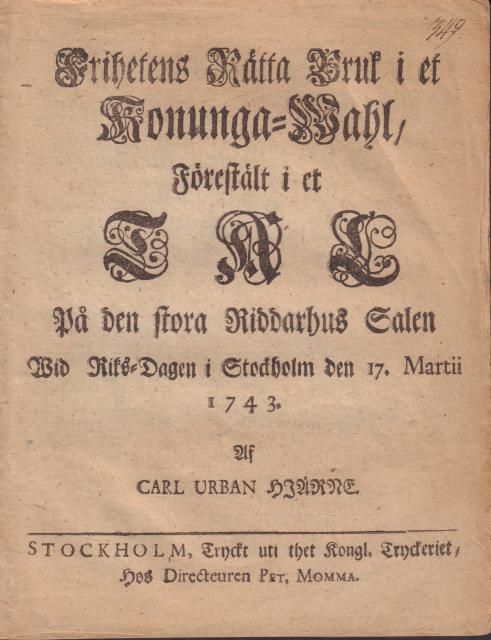 349.
Frihetens Rätta Bruk i et
Konunga=Wahl/
Förestält i et
TAL
På den stora Riddarhus Salen
Wid Riks=Dagen i Stockholm den 17. Martii
1743.
Af
CARL URBAN HJÄRNE.
STOCKHOLM, Tryckt uti thet Kongl. Tryckeriet/
Hos Directeuren PET. MOMMA.